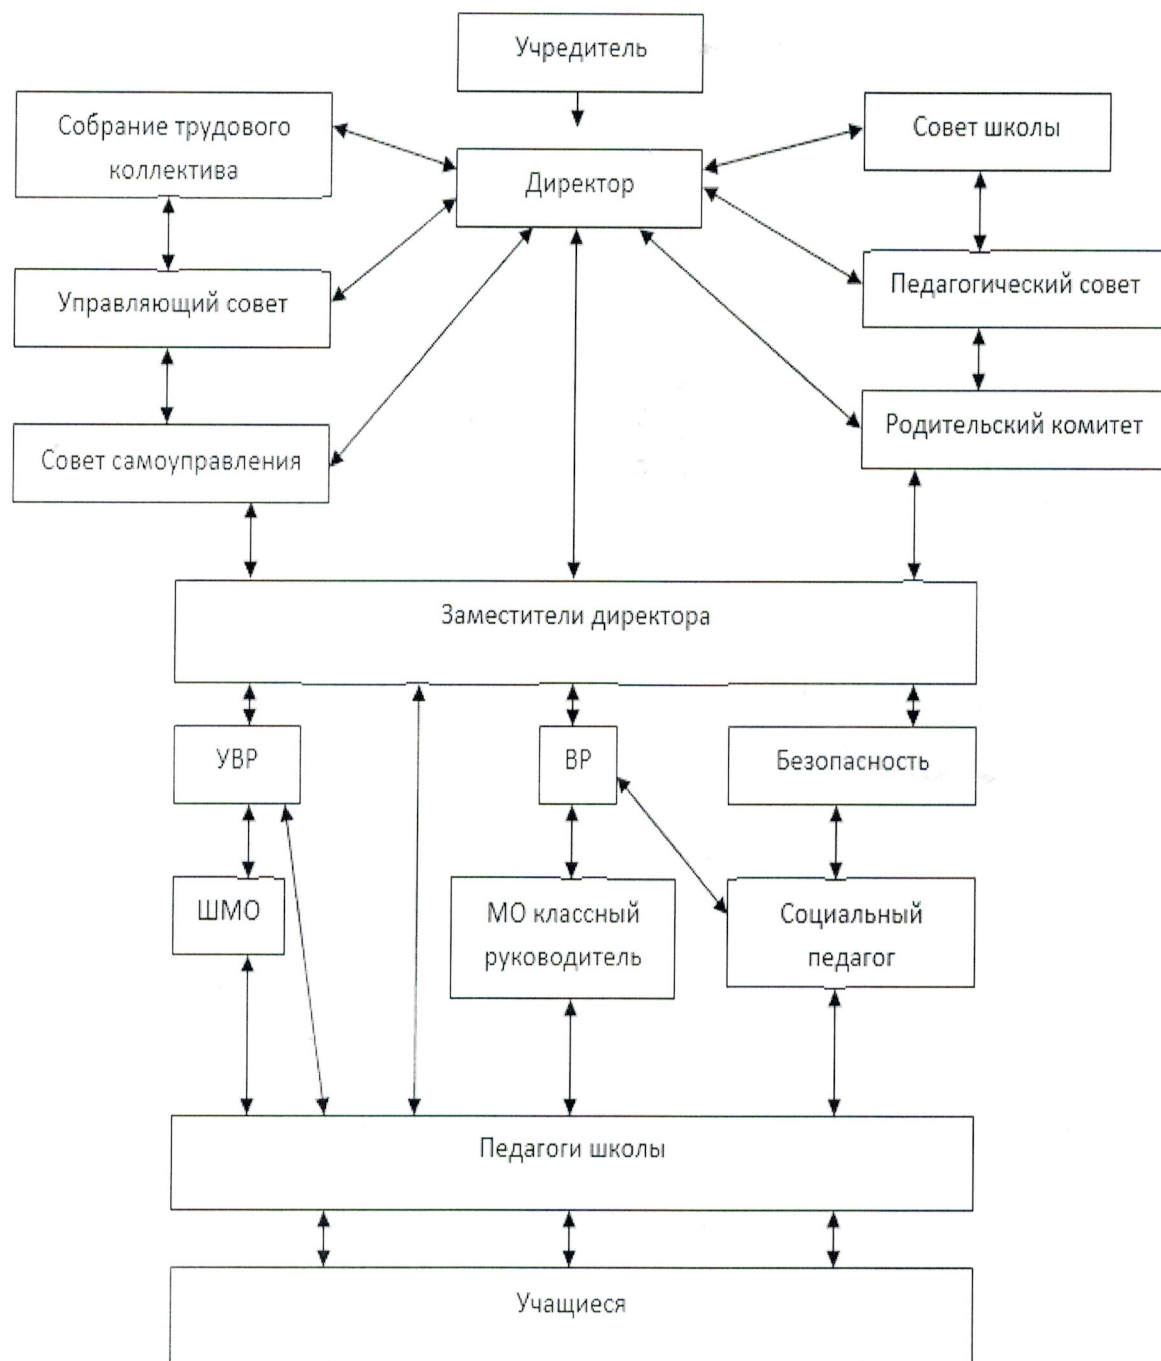 Учредитель
Собрание трудового
коллектива
Совет школы
Директор
Управляющий совет
Педагогический совет
Совет самоуправления
Родительский комитет
Заместители директора
УВР
ВР
Безопасность
ШМО
МО классный
руководитель
Социальный
педагог
Педагоги школы
Учащиеся